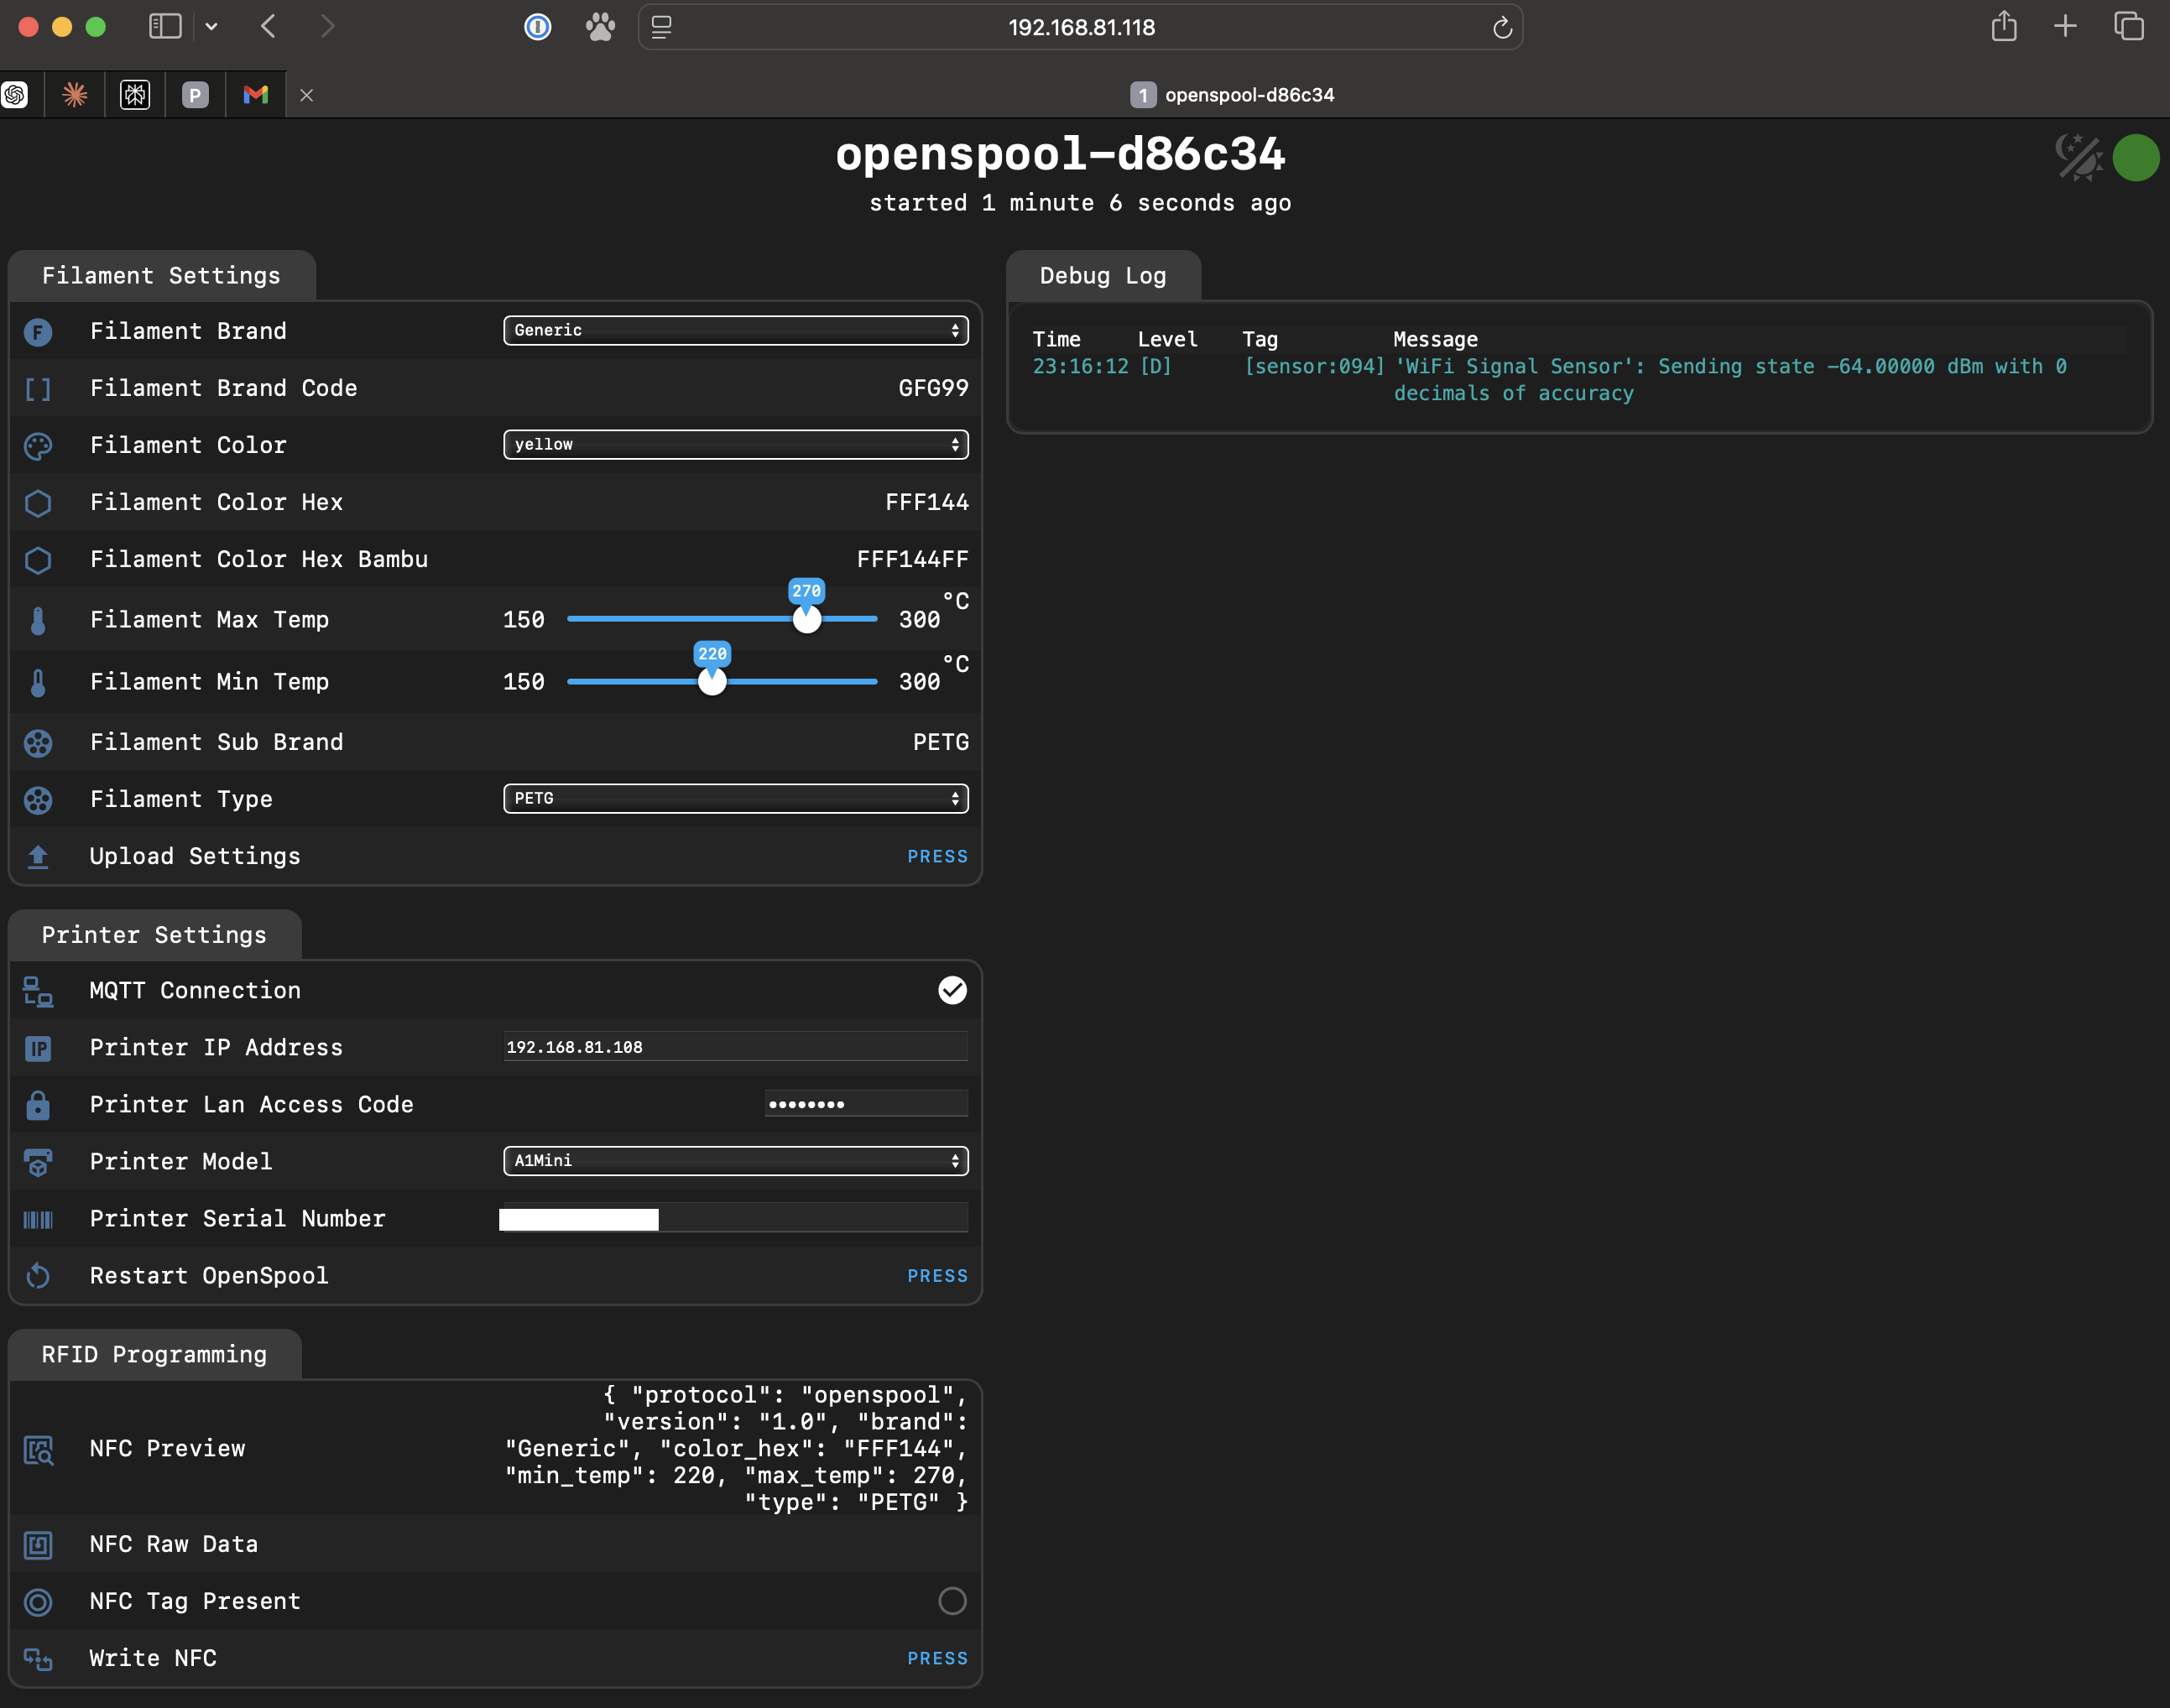 192.168.81.118
P
1 openspool-d86c34
openspool-d86c34
started 1 minute 6 seconds ago
Filament Settings
F Filament Brand Generic
Filament Brand Code GFG99
Filament Color yellow
Filament Color Hex FFF144
Filament Color Hex Bambu FFF144FF
270
Filament Max Temp 150 300 °C
220
Filament Min Temp 150 300 °C
Filament Sub Brand PETG
Filament Type PETG
Upload Settings PRESS
Printer Settings
MQTT Connection
IP Printer IP Address 192.168.81.108
Printer Lan Access Code ••••••••
Printer Model A1Mini
Printer Serial Number
Restart OpenSpool PRESS
RFID Programming
{ "protocol": "openspool",
"version": "1.0", "brand":
NFC Preview "Generic", "color_hex": "FFF144",
"min_temp": 220, "max_temp": 270,
"type": "PETG" }
NFC Raw Data
NFC Tag Present
Write NFC PRESS
Debug Log
Time Level Tag Message
23:16:12 [D] [sensor:094] 'WiFi Signal Sensor': Sending state -64.00000 dBm with 0
decimals of accuracy